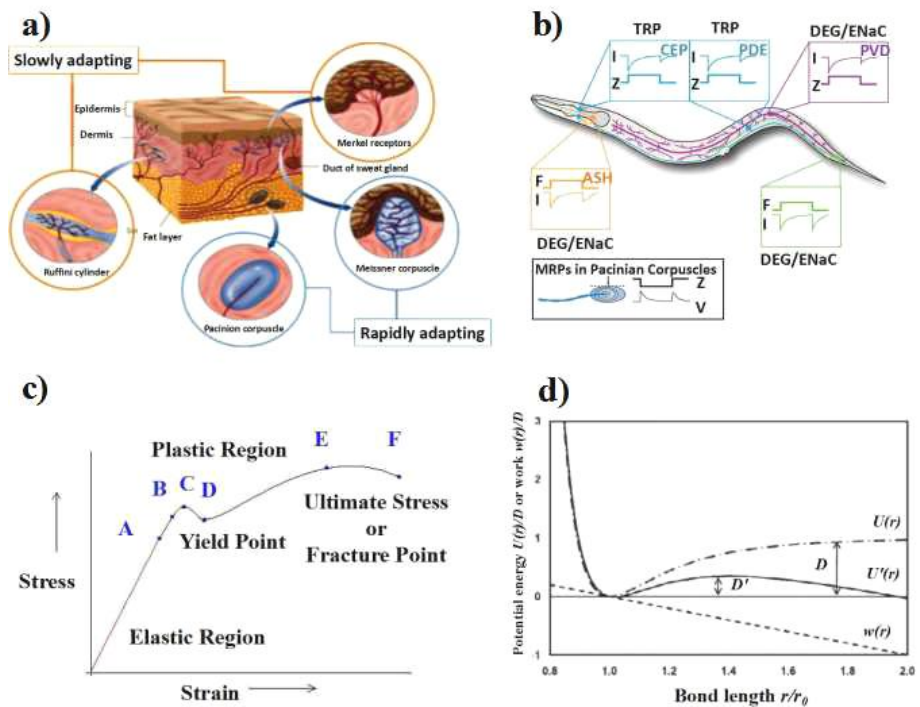 a)
Slowly adapting
Epidermis
Dermis
Merkel receptors
Duct of sweat gland
Fat layer
Ruffini cylinder
Meissner corpuscle
Pacinion corpuscle
Rapidly adapting
b)
TRP
TRP
DEG/ENaC
I
CEP
Z
I
PDE
Z
I
PVD
Z
F
ASH
I
DEG/ENaC
F
I
DEG/ENaC
MRPs in Pacinian Corpuscles
Z
V
c)
Plastic Region
E
F
A
B
C
D
Yield Point
Ultimate Stress
or
Fracture Point
Stress
Elastic Region
Strain
d)
Potential energy U(r)/D or work w(r)/D
3
2
1
0
1
U(r)
D
U'(r)
D'
w(r)
0.8
1.0
1.2
1.4
1.6
1.8
2.0
Bond length r/r₀